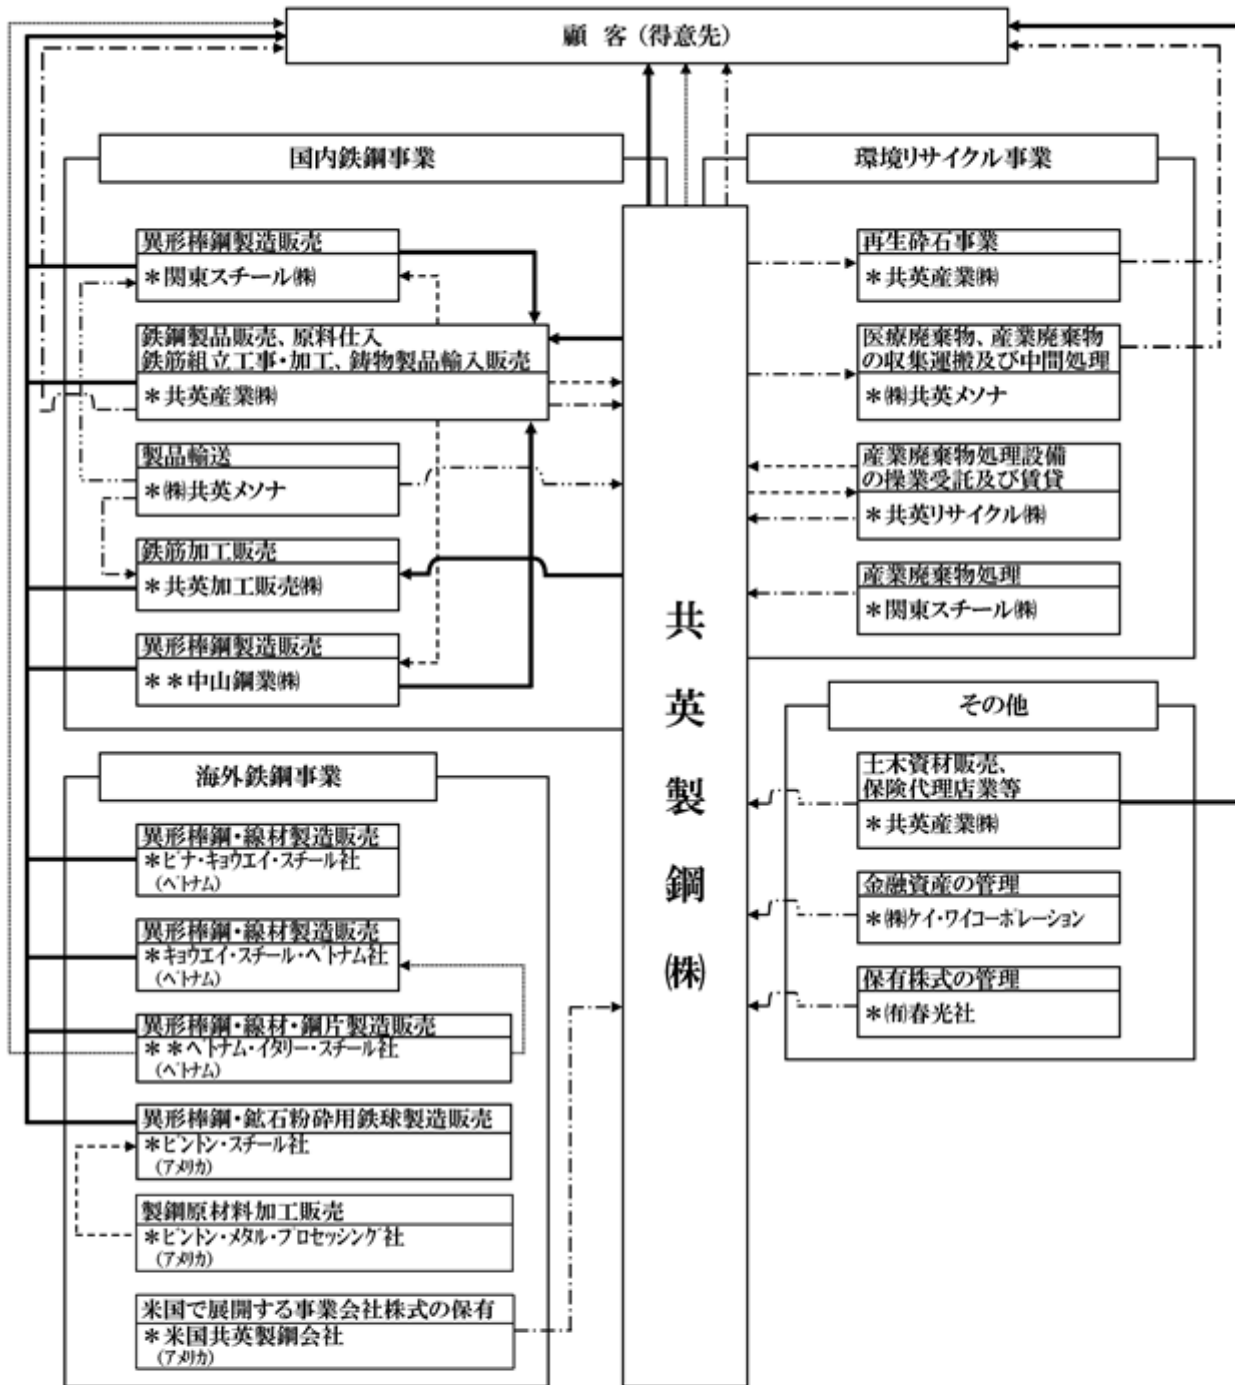 顧 客（得意先）
国内鉄鋼事業
異形棒鋼製造販売
＊関東スチール㈱
鉄鋼製品販売、原料仕入
鉄筋組立工事・加工、鋳物製品輸入販売
＊共英産業㈱
製品輸送
＊㈱共英メソナ
鉄筋加工販売
＊共英加工販売㈱
異形棒鋼製造販売
＊＊中山鋼業㈱
海外鉄鋼事業
異形棒鋼・線材製造販売
＊ビナ・キョウエイ・スチール社
（ベトナム）
異形棒鋼・線材製造販売
＊キョウエイ・スチール・ベトナム社
（ベトナム）
異形棒鋼・線材・鋼片製造販売
＊＊ベトナム・イタリー・スチール社
（ベトナム）
異形棒鋼・鉱石粉砕用鉄球製造販売
＊ビントン・スチール社
（アメリカ）
製鋼原材料加工販売
＊ビントン・メタル・プロセッシング社
（アメリカ）
米国で展開する事業会社株式の保有
＊米国共英製鋼会社
（アメリカ）
共英製鋼㈱
環境リサイクル事業
再生砕石事業
＊共英産業㈱
医療廃棄物、産業廃棄物
の収集運搬及び中間処理
＊㈱共英メソナ
産業廃棄物処理設備
の操業受託及び賃貸
＊共英リサイクル㈱
産業廃棄物処理
＊関東スチール㈱
その他
土木資材販売、
保険代理店業等
＊共英産業㈱
金融資産の管理
＊㈱ケイ・ワイコーポレーション
保有株式の管理
＊㈲春光社